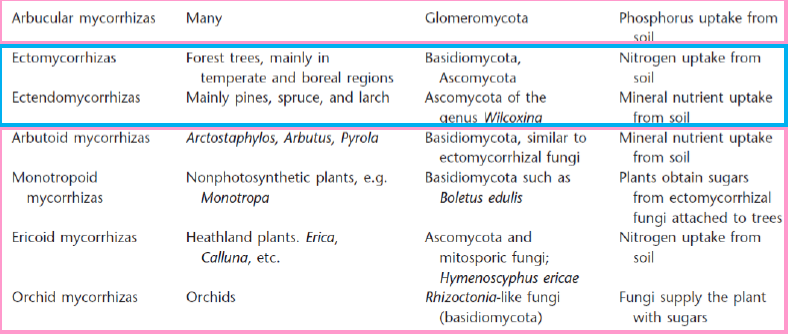 Arbucular mycorrhizas Many Glomeromycota Phosphorus uptake from
soil
Ectomycorrhizas Forest trees, mainly in Basidiomycota, Nitrogen uptake from
temperate and boreal regions Ascomycota soil
Ectendomycorrhizas Mainly pines, spruce, and larch Ascomycota of the Mineral nutrient uptake
genus Wilcoxina from soil
Arbutoid mycorrhizas Arctostaphylos, Arbutus, Pyrola Basidiomycota, similar to Mineral nutrient uptake
ectomycorrhizal fungi from soil
Monotropoid Nonphotosynthetic plants, e.g. Basidiomycota such as Plants obtain sugars
mycorrhizas Monotropa Boletus edulis from ectomycorrhizal
fungi attached to trees
Ericoid mycorrhizas Heathland plants. Erica, Ascomycota and Nitrogen uptake from
Calluna, etc. mitosporic fungi; soil
Hymenoscyphus ericae
Orchid mycorrhizas Orchids Rhizoctonia-like fungi Fungi supply the plant
(basidiomycota) with sugars